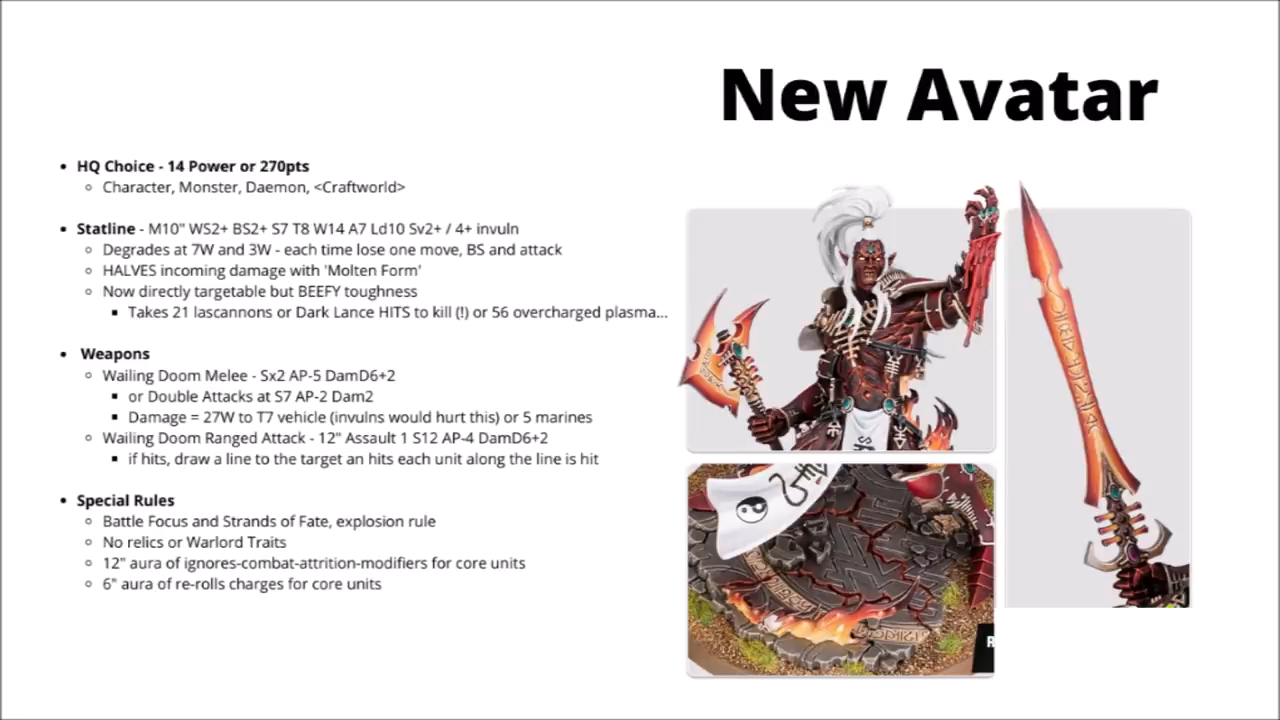 New Avatar
HQ Choice - 14 Power or 270pts
Character, Monster, Daemon, <Craftworld>
Statline - M10" WS2+ BS2+ S7 T8 W14 A7 Ld10 Sv2+ / 4+ invuln
Degrades at 7W and 3W - each time lose one move, BS and attack
HALVES incoming damage with 'Molten Form'
Now directly targetable but BEEFY toughness
Takes 21 lascannons or Dark Lance HITS to kill (!) or 56 overcharged plasma...
Weapons
Wailing Doom Melee - Sx2 AP-5 DamD6+2
or Double Attacks at S7 AP-2 Dam2
Damage = 27W to T7 vehicle (invulns would hurt this) or 5 marines
Wailing Doom Ranged Attack - 12" Assault 1 S12 AP-4 DamD6+2
if hits, draw a line to the target an hits each unit along the line is hit
Special Rules
Battle Focus and Strands of Fate, explosion rule
No relics or Warlord Traits
12" aura of ignores-combat-attrition-modifiers for core units
6" aura of re-rolls charges for core units
R